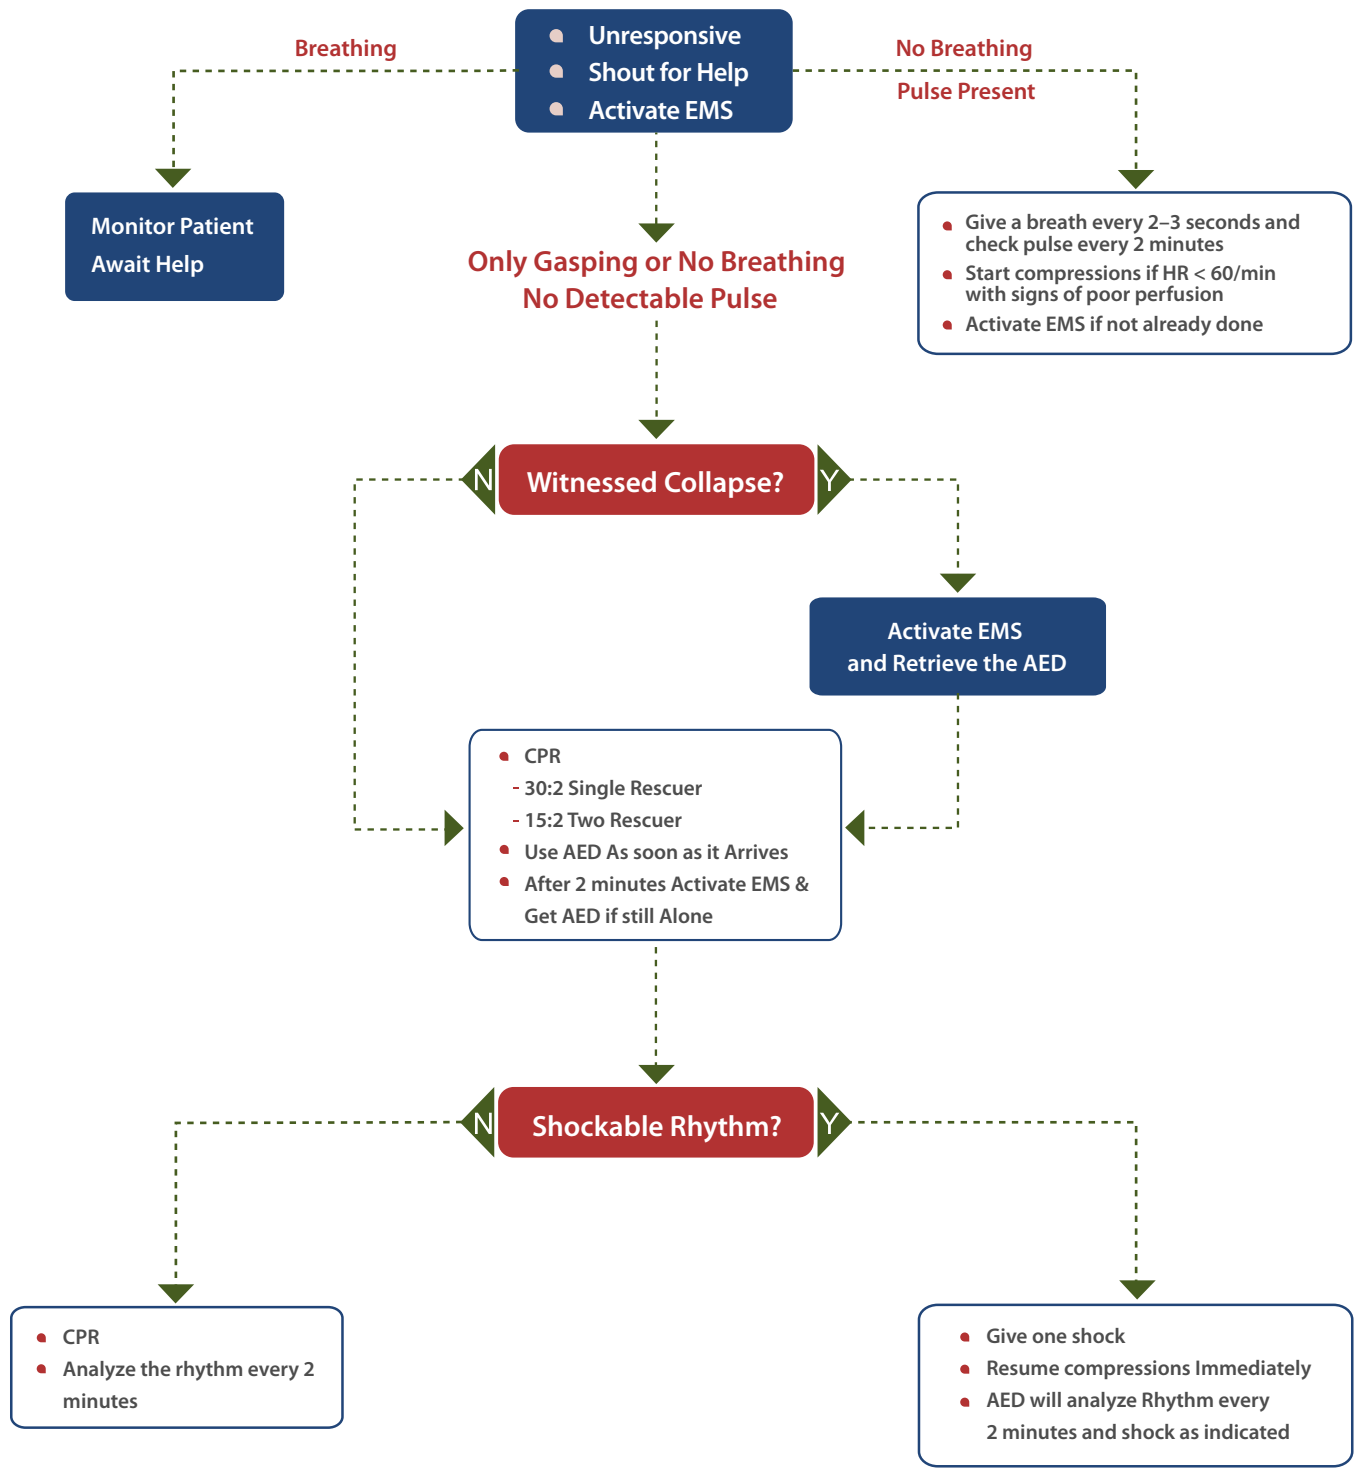 Unresponsive
Shout for Help
Activate EMS
Breathing
No Breathing
Pulse Present
Monitor Patient
Await Help
Give a breath every 2–3 seconds and
check pulse every 2 minutes
Start compressions if HR < 60/min
with signs of poor perfusion
Activate EMS if not already done
Only Gasping or No Breathing
No Detectable Pulse
N
Witnessed Collapse?
Y
Activate EMS
and Retrieve the AED
CPR
- 30:2 Single Rescuer
- 15:2 Two Rescuer
Use AED As soon as it Arrives
After 2 minutes Activate EMS &
Get AED if still Alone
N
Shockable Rhythm?
Y
CPR
Analyze the rhythm every 2
minutes
Give one shock
Resume compressions Immediately
AED will analyze Rhythm every
2 minutes and shock as indicated